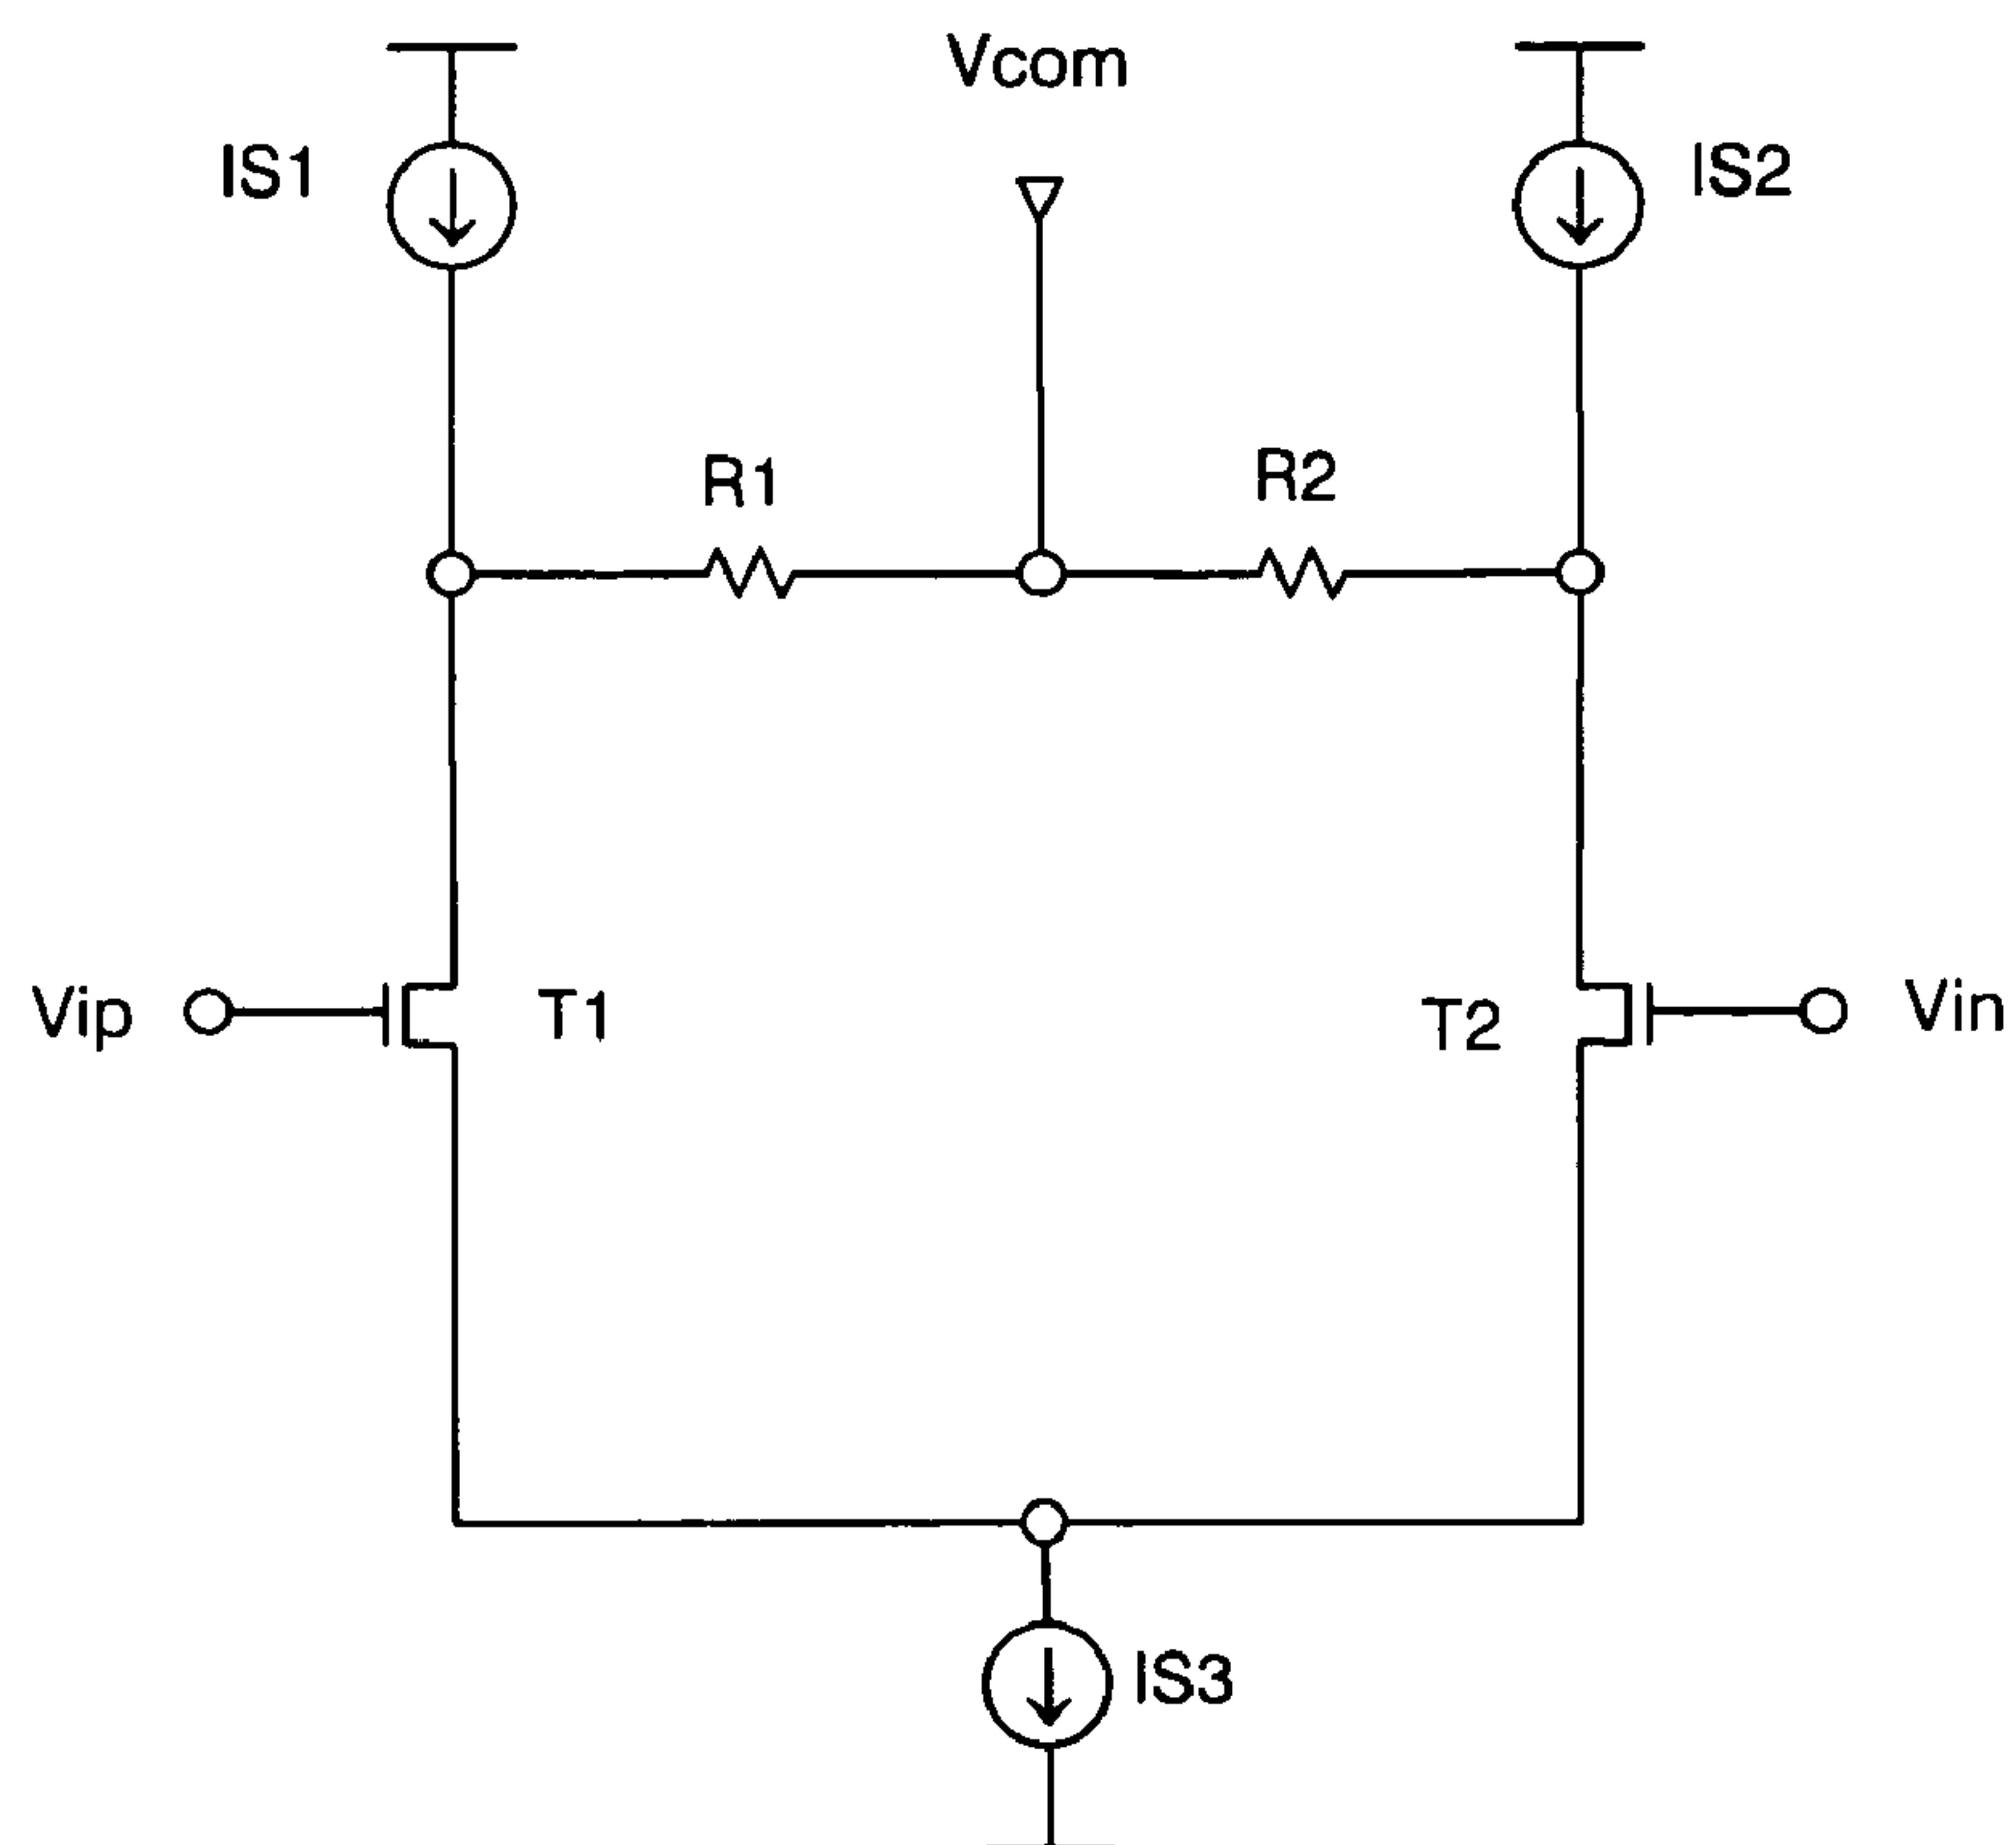 Vcom
IS1
IS2
R1
R2
Vip
T1
T2
Vin
IS3